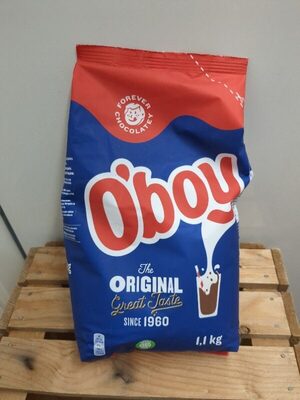 FOREVER
CHOCOLATEY
O'boy
The
ORIGINAL
Great Taste
SINCE 1960
1,1 kg